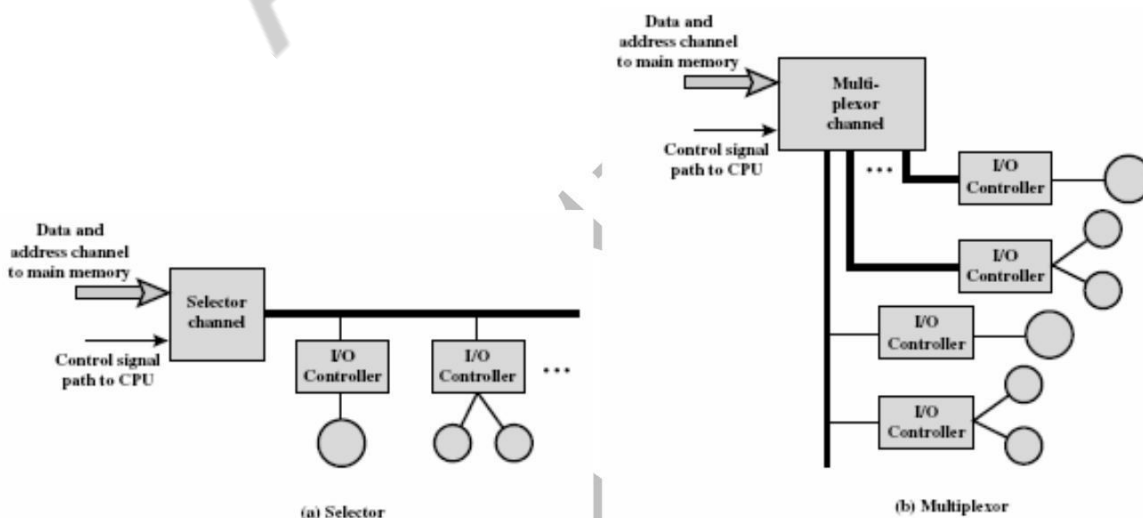 Data and
address channel
to main memory
Selector
channel
Control signal
path to CPU
I/O
Controller
I/O
Controller
...
(a) Selector
Data and
address channel
to main memory
Multi-
plexor
channel
Control signal
path to CPU
...
I/O
Controller
I/O
Controller
I/O
Controller
I/O
Controller
(b) Multiplexor